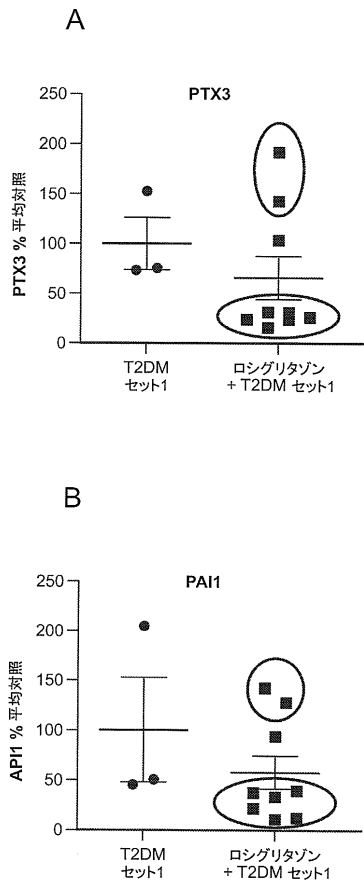 A
PTX3
250
200
150
100
50
0
PTX3 % 平均対照
T2DM
セット1
ロシグリタゾン
+ T2DM セット1
B
PAI1
250
200
150
100
50
0
API1 % 平均対照
T2DM
セット1
ロシグリタゾン
+ T2DM セット1